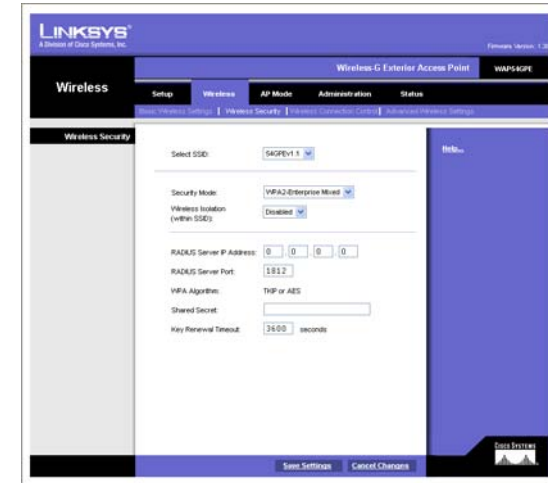 LINKSYS®
A Division of Cisco Systems, Inc.
Firmware Version: 1.3
Wireless-G Exterior Access Point
WAP54GPE
Wireless
Setup
Wireless
AP Mode
Administration
Status
Basic Wireless Settings | Wireless Security | Wireless Connection Control | Advanced Wireless Settings
Wireless Security
Help...
Select SSID:
54GPEv1.1
Security Mode:
WPA2-Enterprise Mixed
Wireless Isolation
(within SSID):
Disabled
RADIUS Server IP Address: 0 . 0 . 0 . 0
RADIUS Server Port: 1812
WPA Algorithm: TKIP or AES
Shared Secret:
Key Renewal Timeout: 3600 seconds
Save Settings
Cancel Changes
CISCO SYSTEMS